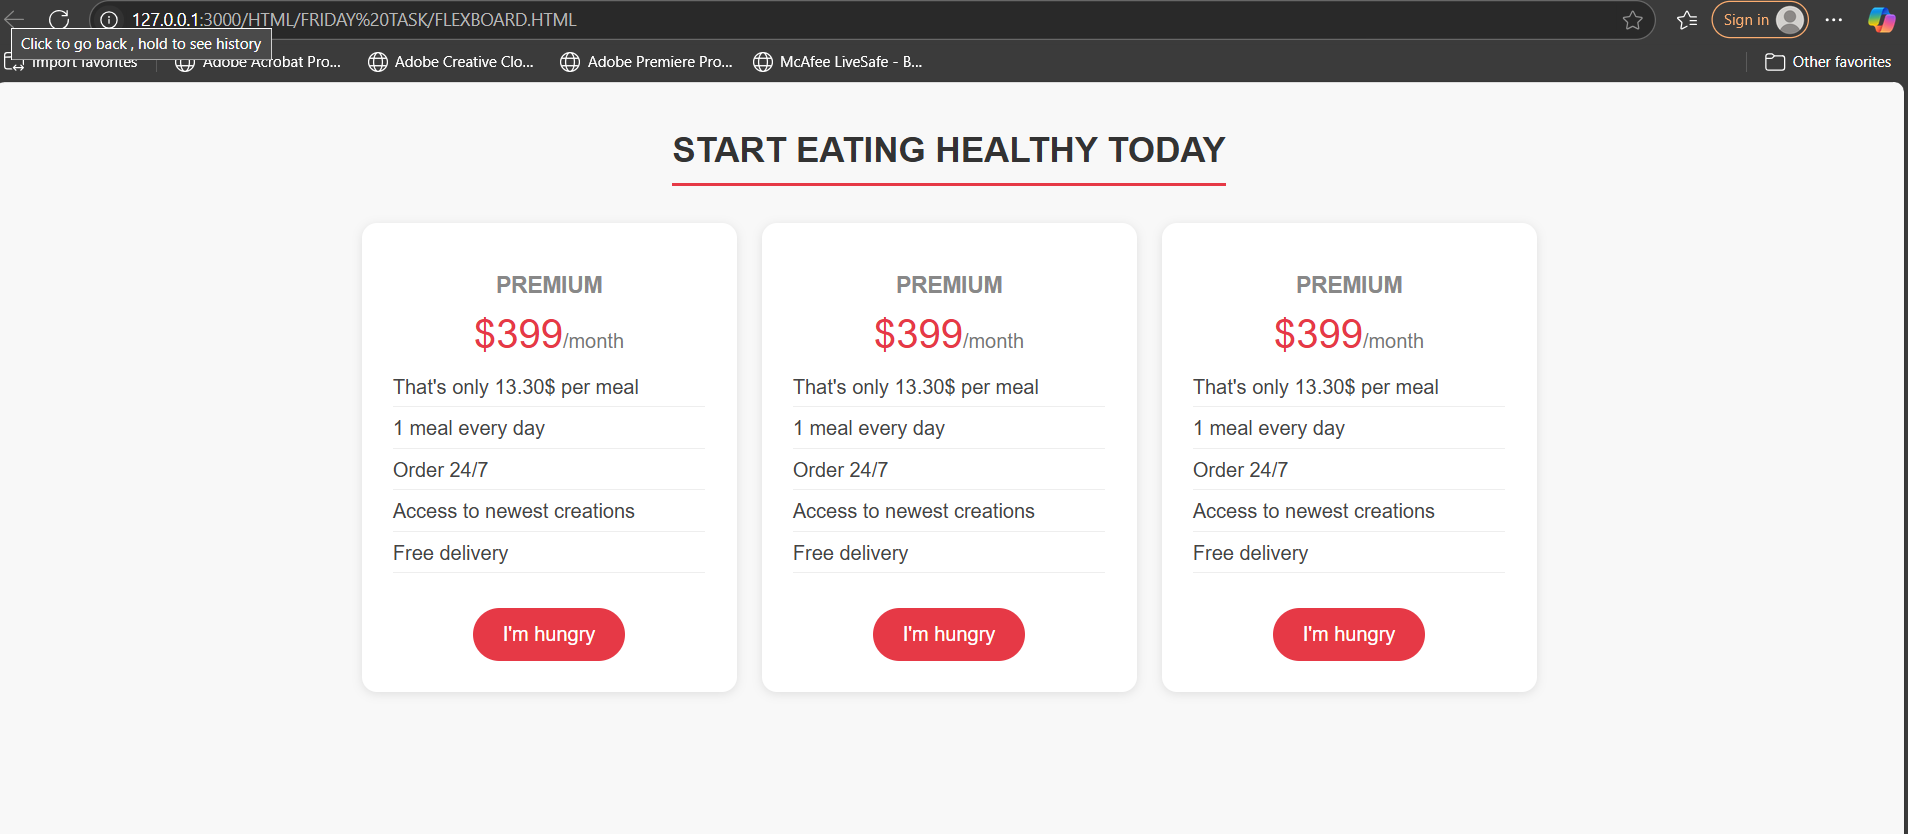 127.0.0.1:3000/HTML/FRIDAY%20TASK/FLEXBOARD.HTML
Sign in
Click to go back , hold to see history
Import favorites
Adobe Acrobat Pro...
Adobe Creative Clo...
Adobe Premiere Pro...
McAfee LiveSafe - B...
Other favorites
START EATING HEALTHY TODAY
PREMIUM
$399/month
That's only 13.30$ per meal
1 meal every day
Order 24/7
Access to newest creations
Free delivery
I'm hungry
PREMIUM
$399/month
That's only 13.30$ per meal
1 meal every day
Order 24/7
Access to newest creations
Free delivery
I'm hungry
PREMIUM
$399/month
That's only 13.30$ per meal
1 meal every day
Order 24/7
Access to newest creations
Free delivery
I'm hungry